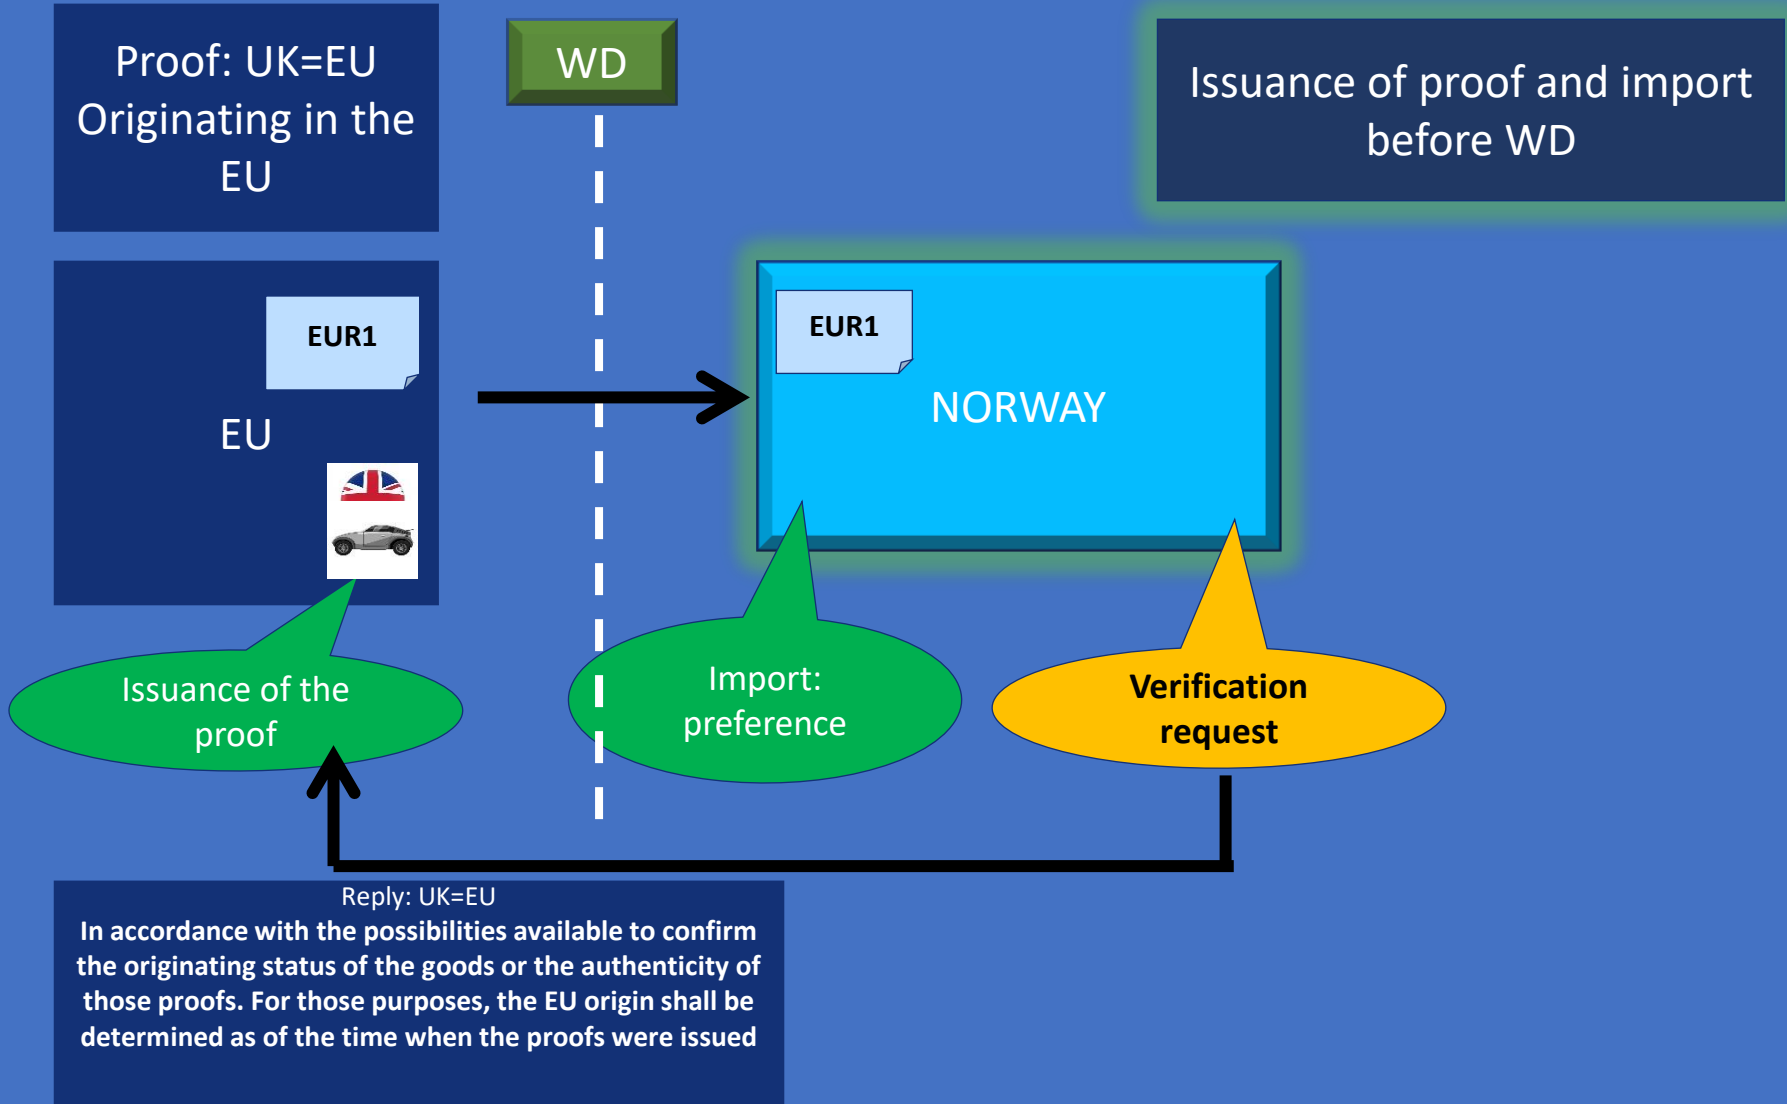 Proof: UK=EU
Originating in the
EU
WD
Issuance of proof and import
before WD
EUR1
EU
EUR1
NORWAY
Issuance of the
proof
Import:
preference
Verification
request
Reply: UK=EU
In accordance with the possibilities available to confirm
the originating status of the goods or the authenticity of
those proofs. For those purposes, the EU origin shall be
determined as of the time when the proofs were issued